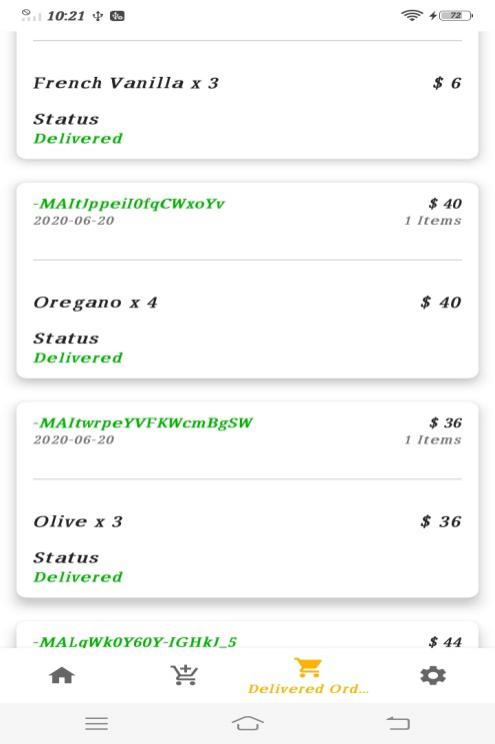 10:21
72
French Vanilla x 3 $ 6
Status
Delivered
-MAItJppeiI0fqCWxoYv $ 40
2020-06-20 1 Items
Oregano x 4 $ 40
Status
Delivered
-MAItwrpeYVFKWcmBgSW $ 36
2020-06-20 1 Items
Olive x 3 $ 36
Status
Delivered
-MALqWk0Y60Y-IGHkJ_5 $ 44
Delivered Ord...